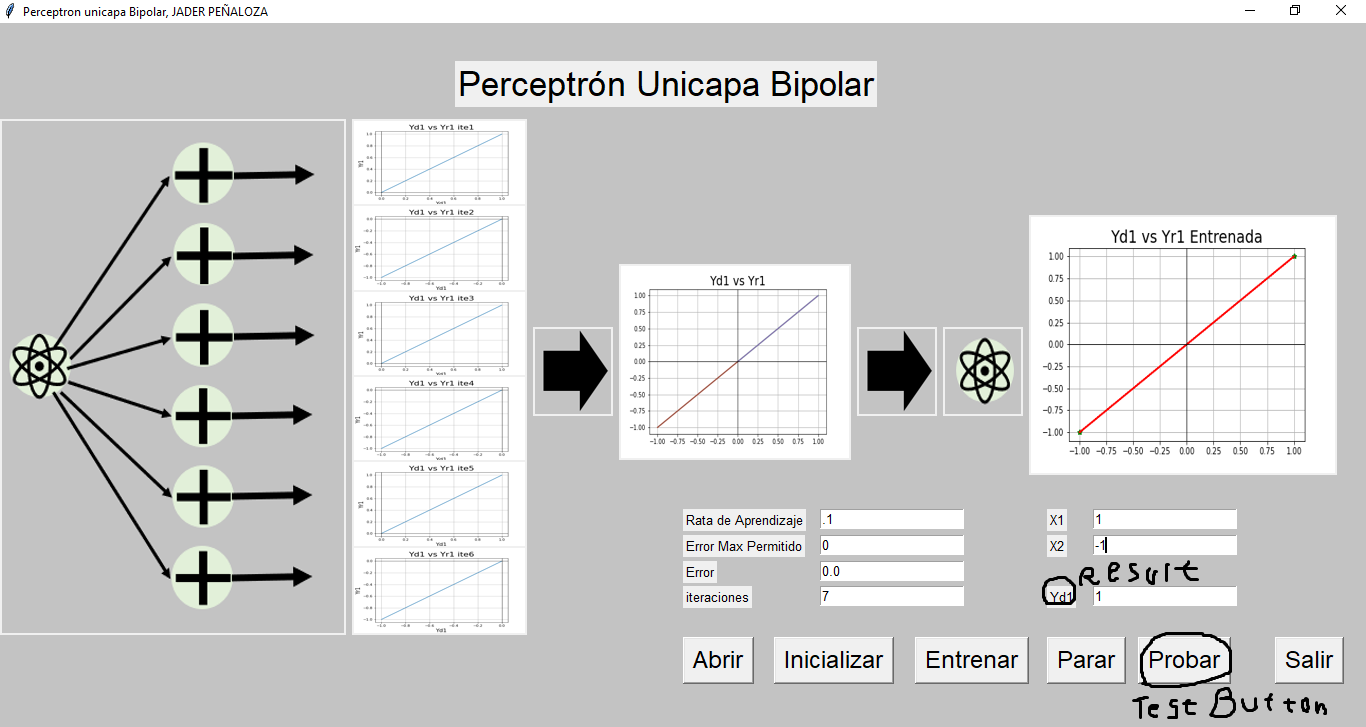 Perceptron unicapa Bipolar, JADER PEÑALOZA
Perceptrón Unicapa Bipolar
Yd1 vs Yr1 ite1
Yd1 vs Yr1 ite2
Yd1 vs Yr1 ite3
Yd1 vs Yr1 ite4
Yd1 vs Yr1 ite5
Yd1 vs Yr1 ite6
Yd1 vs Yr1
1.00
0.75
0.50
0.25
0.00
-0.25
-0.50
-0.75
-1.00
-1.00 -0.75 -0.50 -0.25 0.00 0.25 0.50 0.75 1.00
Yd1 vs Yr1 Entrenada
1.00
0.75
0.50
0.25
0.00
-0.25
-0.50
-0.75
-1.00
-1.00 -0.75 -0.50 -0.25 0.00 0.25 0.50 0.75 1.00
Rata de Aprendizaje .1
Error Max Permitido 0
Error 0.0
iteraciones 7
X1 1
X2 -1
Result
Yd1 1
Abrir Inicializar Entrenar Parar Probar Salir
Test Button